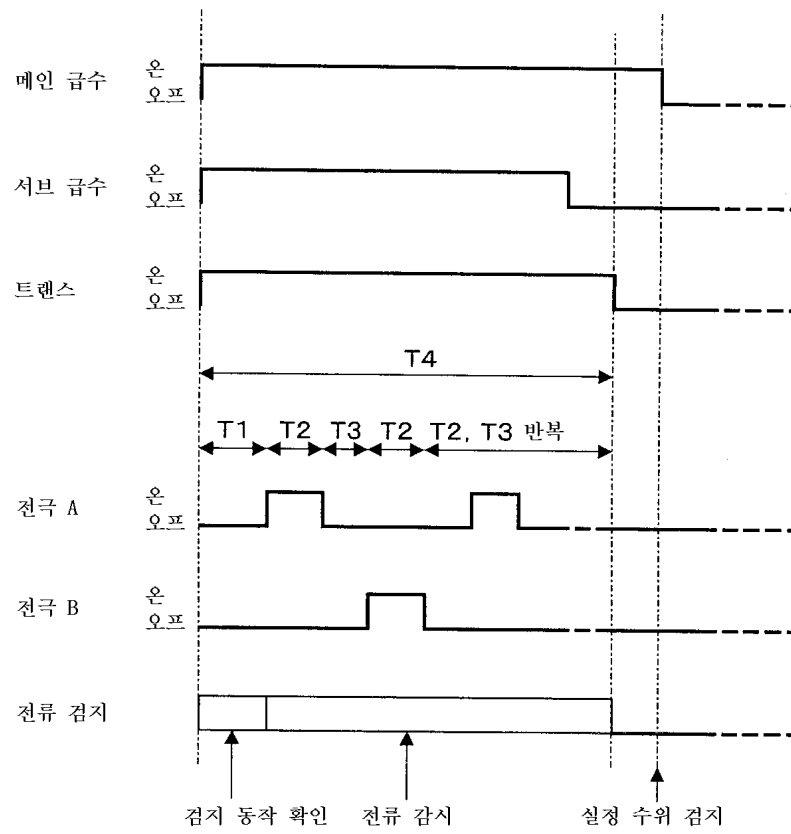 메인 급수 온
오프
서브 급수 온
오프
트랜스 온
오프
T4
T1 T2 T3 T2 T2, T3 반복
전극 A 온
오프
전극 B 온
오프
전류 검지
검지 동작 확인 전류 감시 설정 수위 검지